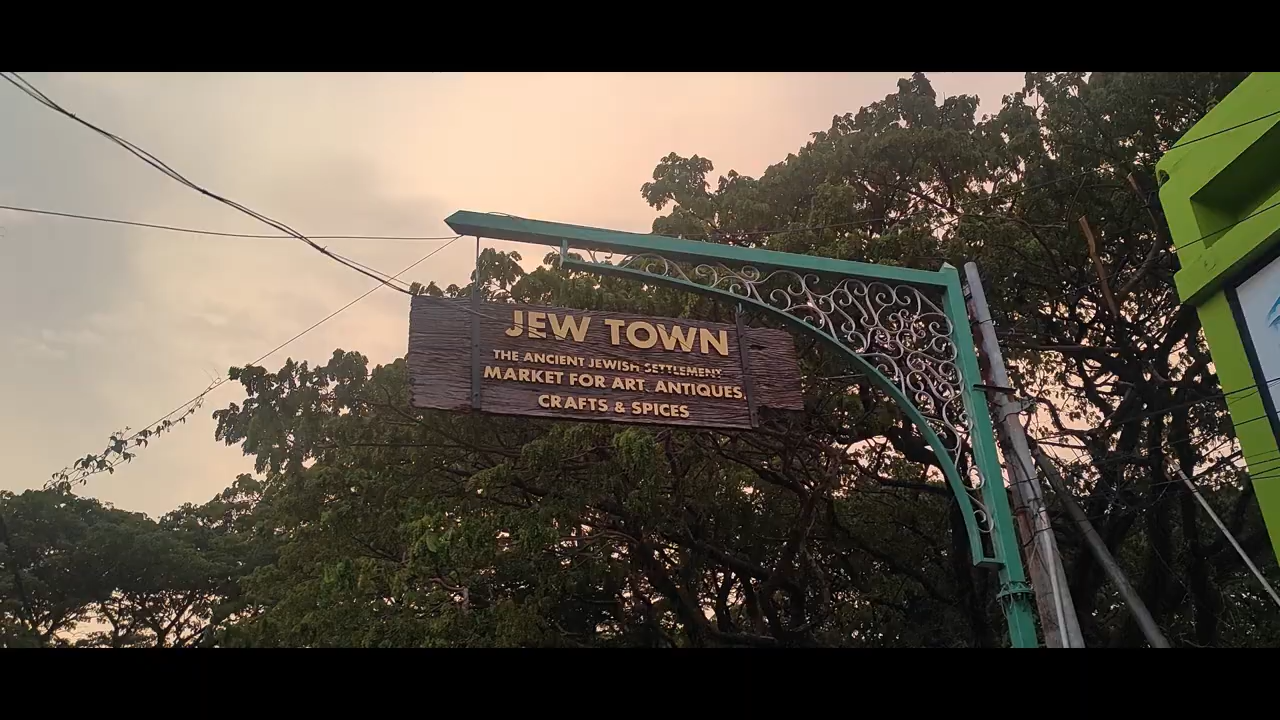 JEW TOWN
THE ANCIENT JEWISH SETTLEMENT
MARKET FOR ART, ANTIQUES,
CRAFTS & SPICES